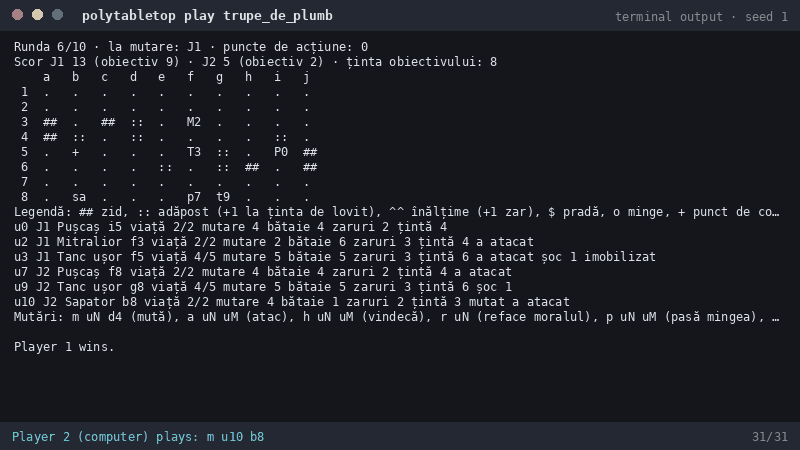 polytabletop play trupe_de_plumb
terminal output · seed 1
Runda 6/10 · la mutare: J1 · puncte de acțiune: 0
Scor J1 13 (obiectiv 9) · J2 5 (obiectiv 2) · ținta obiectivului: 8
a b c d e f g h i j
1 . . . . . . . . . .
2 . . . . . . . . . .
3 ## . ## :: . M2 . . . .
4 ## :: . :: . . . . :: .
5 . + . . . T3 :: . P0 ##
6 . . . . :: . :: ## . ##
7 . . . . . . . . . .
8 . sa . . . p7 t9 . . .
Legendă: ## zid, :: adăpost (+1 la ținta de lovit), ^^ înălțime (+1 zar), $ pradă, o minge, + punct de co…
u0 J1 Pușcaș i5 viață 2/2 mutare 4 bătaie 4 zaruri 2 țintă 4
u2 J1 Mitralior f3 viață 2/2 mutare 2 bătaie 6 zaruri 3 țintă 4 a atacat
u3 J1 Tanc ușor f5 viață 4/5 mutare 5 bătaie 5 zaruri 3 țintă 6 a atacat șoc 1 imobilizat
u7 J2 Pușcaș f8 viață 2/2 mutare 4 bătaie 4 zaruri 2 țintă 4 a atacat
u9 J2 Tanc ușor g8 viață 4/5 mutare 5 bătaie 5 zaruri 3 țintă 6 șoc 1
u10 J2 Sapator b8 viață 2/2 mutare 4 bătaie 1 zaruri 2 țintă 3 mutat a atacat
Mutări: m uN d4 (mută), a uN uM (atac), h uN uM (vindecă), r uN (reface moralul), p uN uM (pasă mingea), …
Player 1 wins.
Player 2 (computer) plays: m u10 b8
31/31